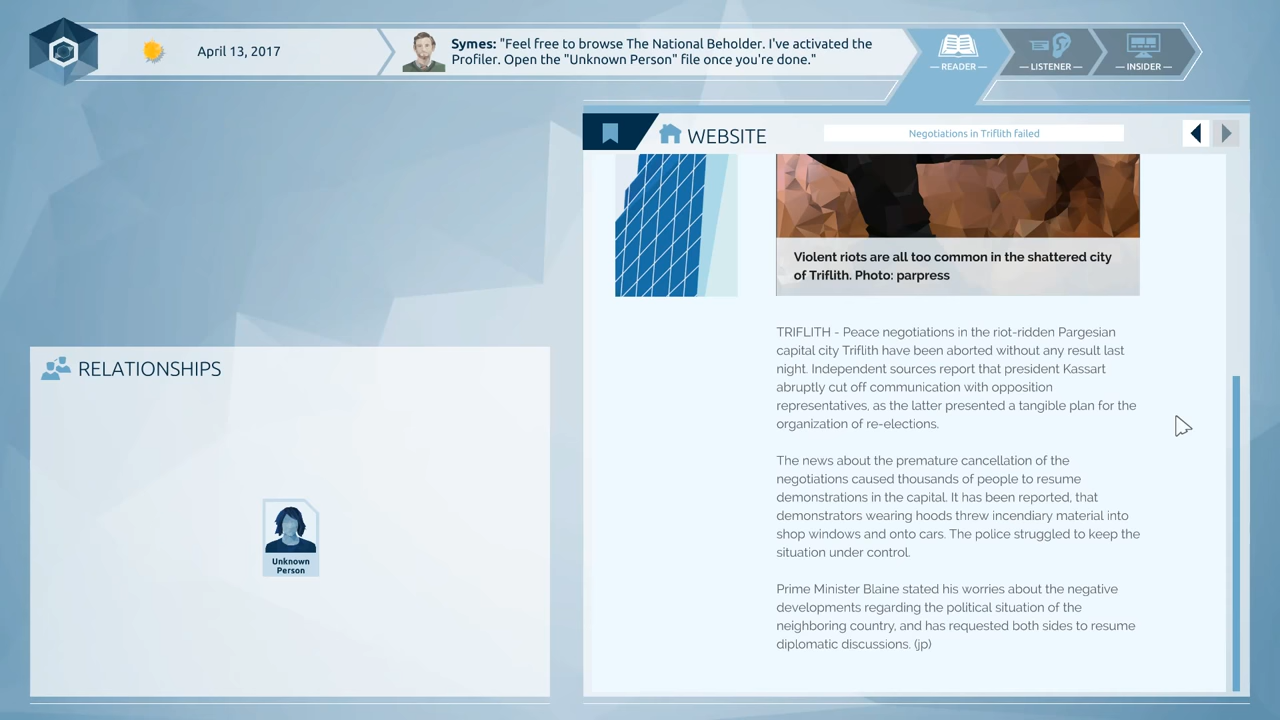 April 13, 2017
Symes: "Feel free to browse The National Beholder. I've activated the
Profiler. Open the "Unknown Person" file once you're done."
— READER —
— LISTENER —
— INSIDER —
WEBSITE
Negotiations in Triflith failed
Violent riots are all too common in the shattered city
of Triflith. Photo: parpress
TRIFLITH - Peace negotiations in the riot-ridden Pargesian
capital city Triflith have been aborted without any result last
night. Independent sources report that president Kassart
abruptly cut off communication with opposition
representatives, as the latter presented a tangible plan for the
organization of re-elections.
The news about the premature cancellation of the
negotiations caused thousands of people to resume
demonstrations in the capital. It has been reported, that
demonstrators wearing hoods threw incendiary material into
shop windows and onto cars. The police struggled to keep the
situation under control.
Prime Minister Blaine stated his worries about the negative
developments regarding the political situation of the
neighboring country, and has requested both sides to resume
diplomatic discussions. (jp)
RELATIONSHIPS
Unknown
Person